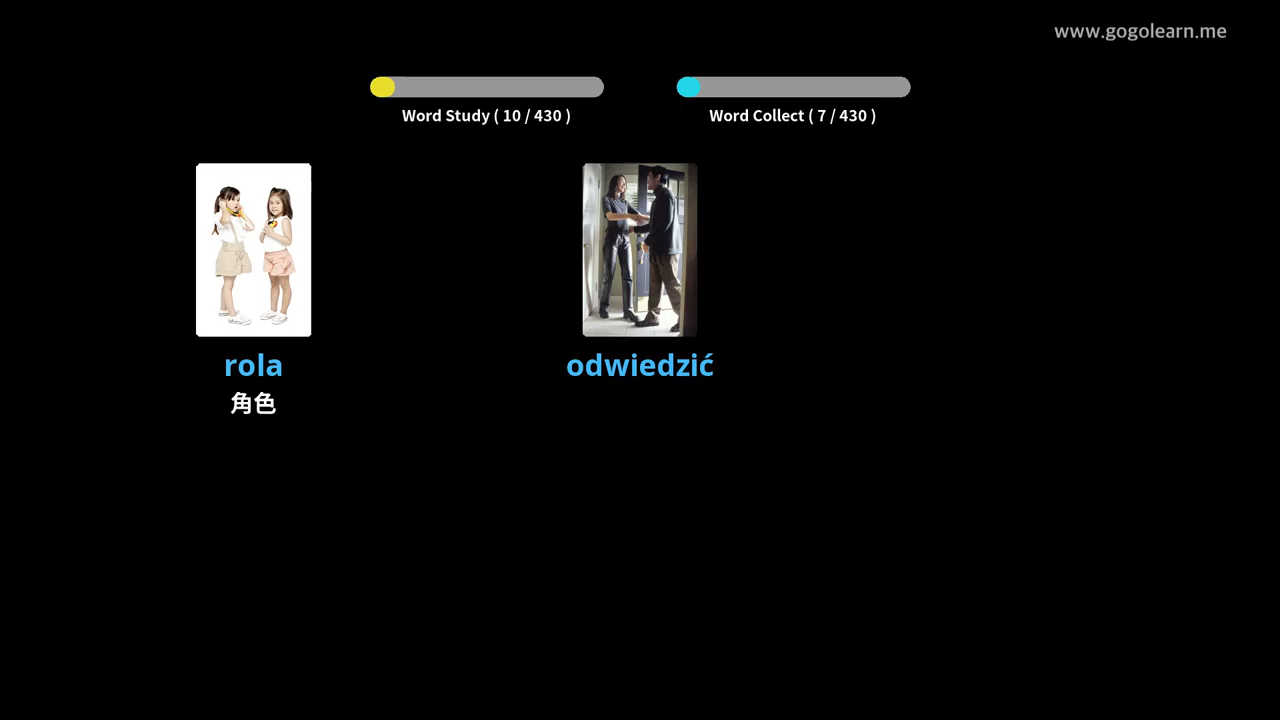 www.gogolearn.me
Word Study ( 10 / 430 )
Word Collect ( 7 / 430 )
rola
角色
odwiedzić